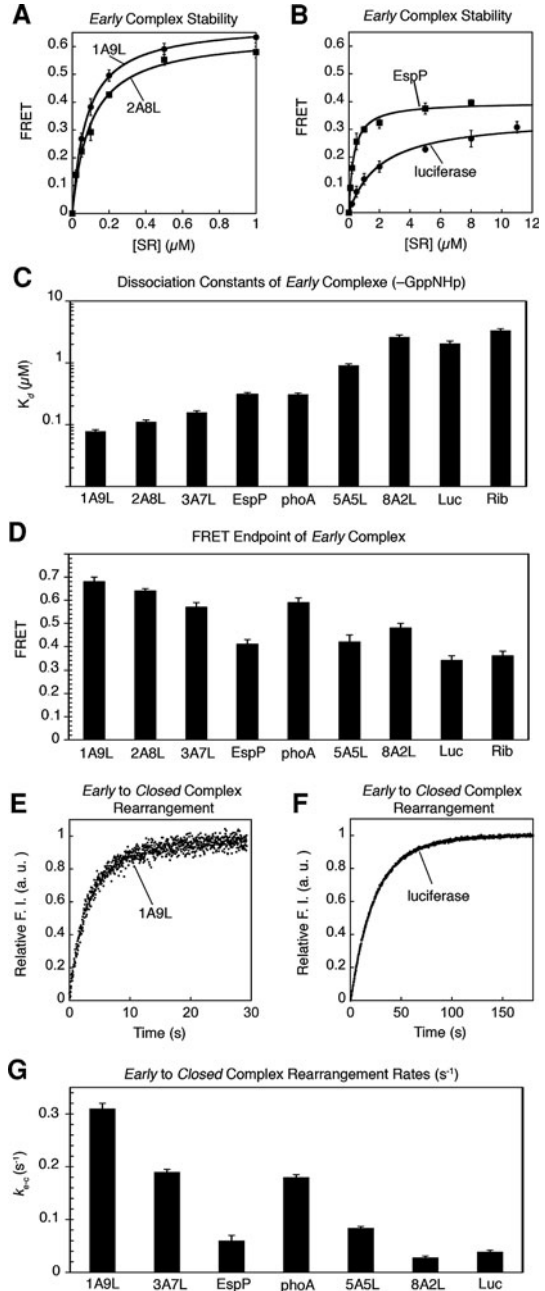 A
Early Complex Stability
1A9L
2A8L
FRET
0.6
0.5
0.4
0.3
0.2
0.1
0
0 0.2 0.4 0.6 0.8 1
[SR] (µM)
B
Early Complex Stability
EspP
luciferase
FRET
0.6
0.5
0.4
0.3
0.2
0.1
0
0 2 4 6 8 10 12
[SR] (µM)
C
Dissociation Constants of Early Complexe (–GppNHp)
Kd (µM)
10
1
0.1
1A9L 2A8L 3A7L EspP phoA 5A5L 8A2L Luc Rib
D
FRET Endpoint of Early Complex
FRET
0.7
0.6
0.5
0.4
0.3
0.2
0.1
0
1A9L 2A8L 3A7L EspP phoA 5A5L 8A2L Luc Rib
E
Early to Closed Complex
Rearrangement
Relative F. I. (a. u. )
1
0.8
0.6
0.4
0.2
0
1A9L
0 10 20 30
Time (s)
F
Early to Closed Complex
Rearrangement
Relative F. I. (a. u. )
1
0.8
0.6
0.4
0.2
0
luciferase
0 50 100 150
Time (s)
G
Early to Closed Complex Rearrangement Rates (s⁻¹)
ke-c (s⁻¹)
0.3
0.2
0.1
0
1A9L 3A7L EspP phoA 5A5L 8A2L Luc